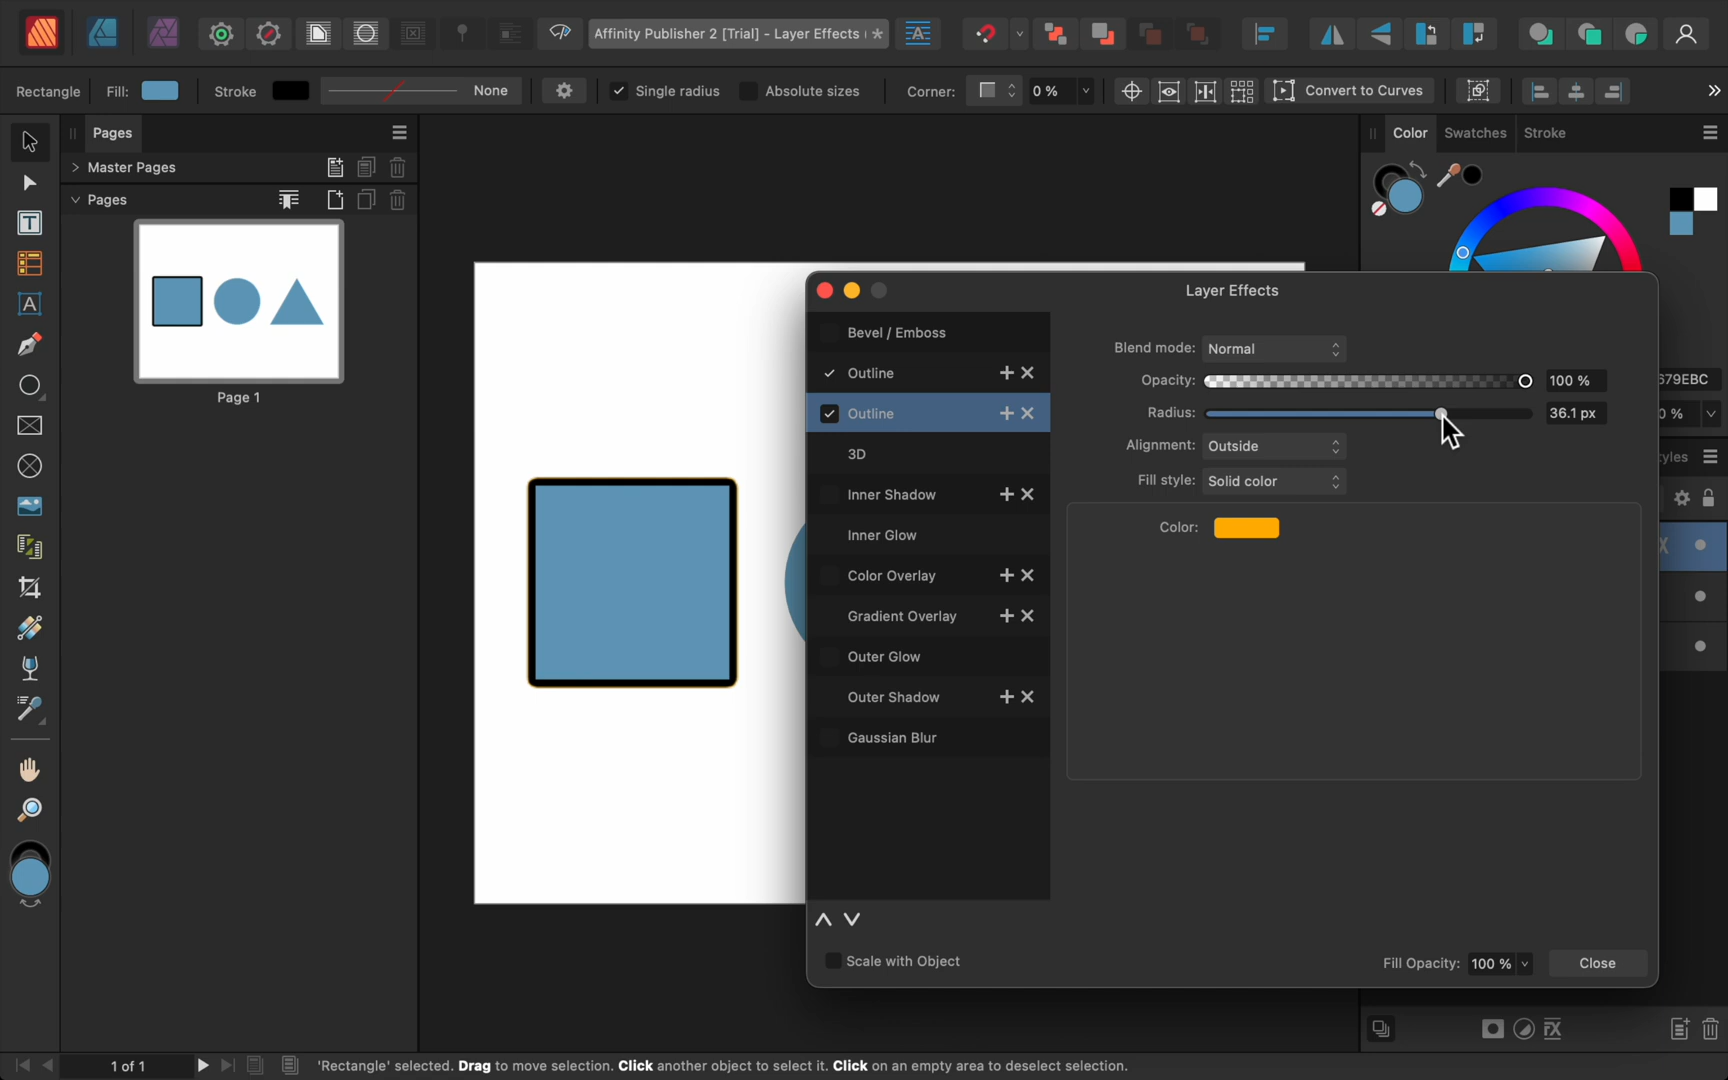 Affinity Publisher 2 [Trial] - Layer Effects
Rectangle Fill: Stroke None Single radius Absolute sizes Corner: 0 % Convert to Curves
Pages
Master Pages
Pages
Page 1
Color Swatches Stroke
679EBC
0 %
yles
Layer Effects
Bevel / Emboss
Outline
Outline
3D
Inner Shadow
Inner Glow
Color Overlay
Gradient Overlay
Outer Glow
Outer Shadow
Gaussian Blur
Blend mode: Normal
Opacity: 100 %
Radius: 36.1 px
Alignment: Outside
Fill style: Solid color
Color:
Scale with Object
Fill Opacity: 100 % Close
1 of 1 'Rectangle' selected. Drag to move selection. Click another object to select it. Click on an empty area to deselect selection.